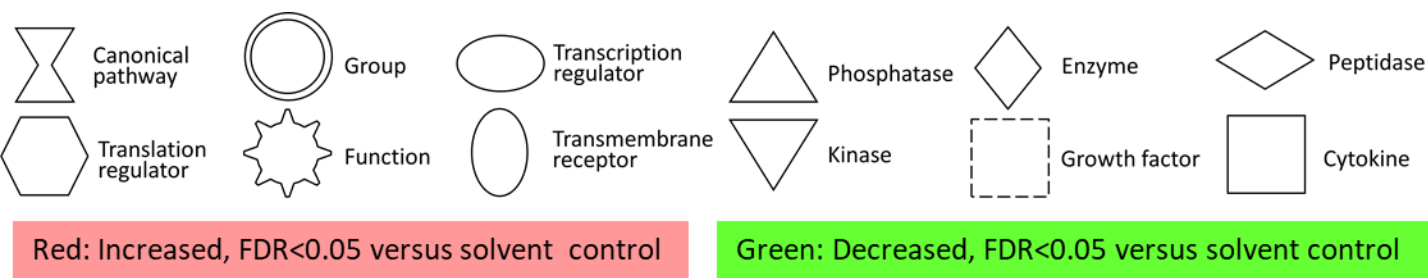 Canonical
pathway
Group
Transcription
regulator
Phosphatase
Enzyme
Peptidase
Translation
regulator
Function
Transmembrane
receptor
Kinase
Growth factor
Cytokine
Red: Increased, FDR<0.05 versus solvent  control
Green: Decreased, FDR<0.05 versus solvent control